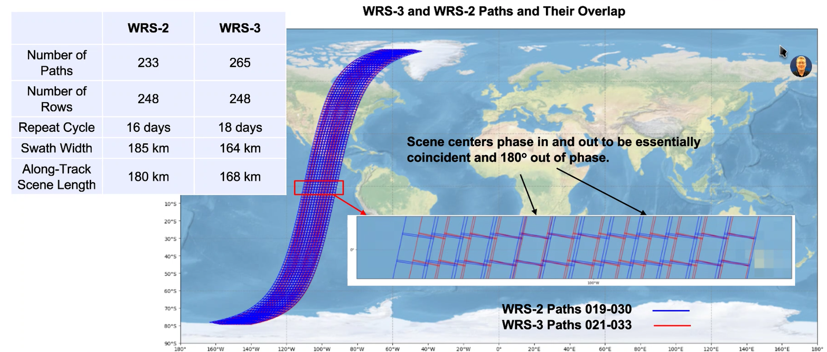 WRS-3 and WRS-2 Paths and Their Overlap
WRS-2 WRS-3
Number of
Paths 233 265
Number of
Rows 248 248
Repeat Cycle 16 days 18 days
Swath Width 185 km 164 km
Along-Track
Scene Length 180 km 168 km
Scene centers phase in and out to be essentially
coincident and 180º out of phase.
10°S
20°S
30°S
40°S
50°S
60°S
70°S
80°S
90°S
WRS-2 Paths 019-030
WRS-3 Paths 021-033
180° 160°W 140°W 120°W 100°W 80°W 60°W 40°W 20°W 0° 20°E 40°E 60°E 80°E 100°E 120°E 140°E 160°E 180°